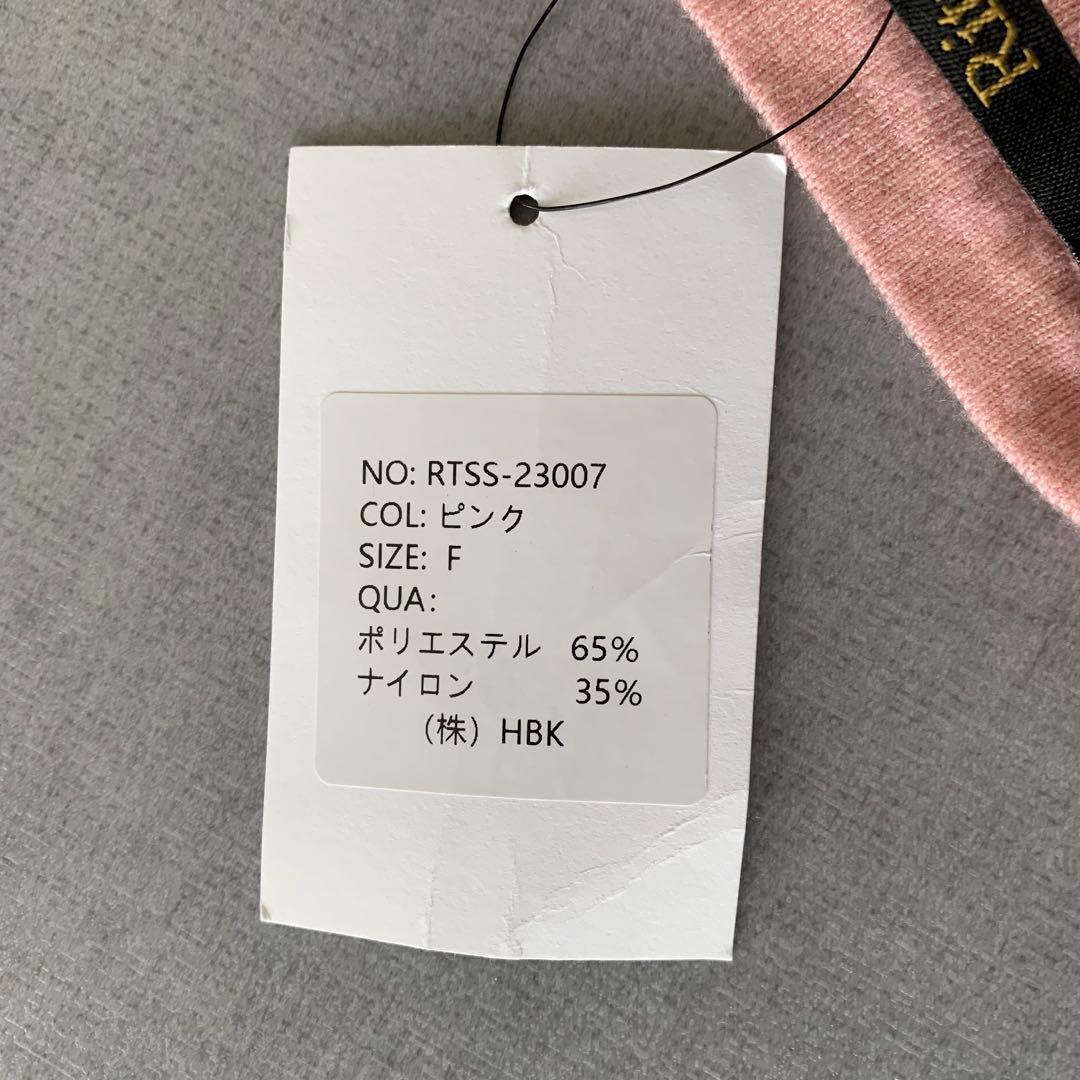 NO: RTSS-23007
COL: ピンク
SIZE: F
QUA:
ポリエステル 65%
ナイロン 35%
(株) HBK